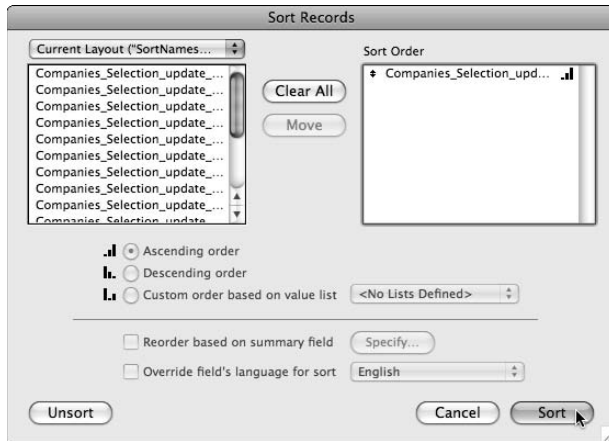 Sort Records
Current Layout ("SortNames...
Companies_Selection_update_...
Companies_Selection_update_...
Companies_Selection_update_...
Companies_Selection_update_...
Companies_Selection_update_...
Companies_Selection_update_...
Companies_Selection_update_...
Companies_Selection_update_...
Companies_Selection_update
Clear All
Move
Sort Order
Companies_Selection_upd...
Ascending order
Descending order
Custom order based on value list
<No Lists Defined>
Reorder based on summary field
Specify...
Override field's language for sort
English
Unsort
Cancel
Sort